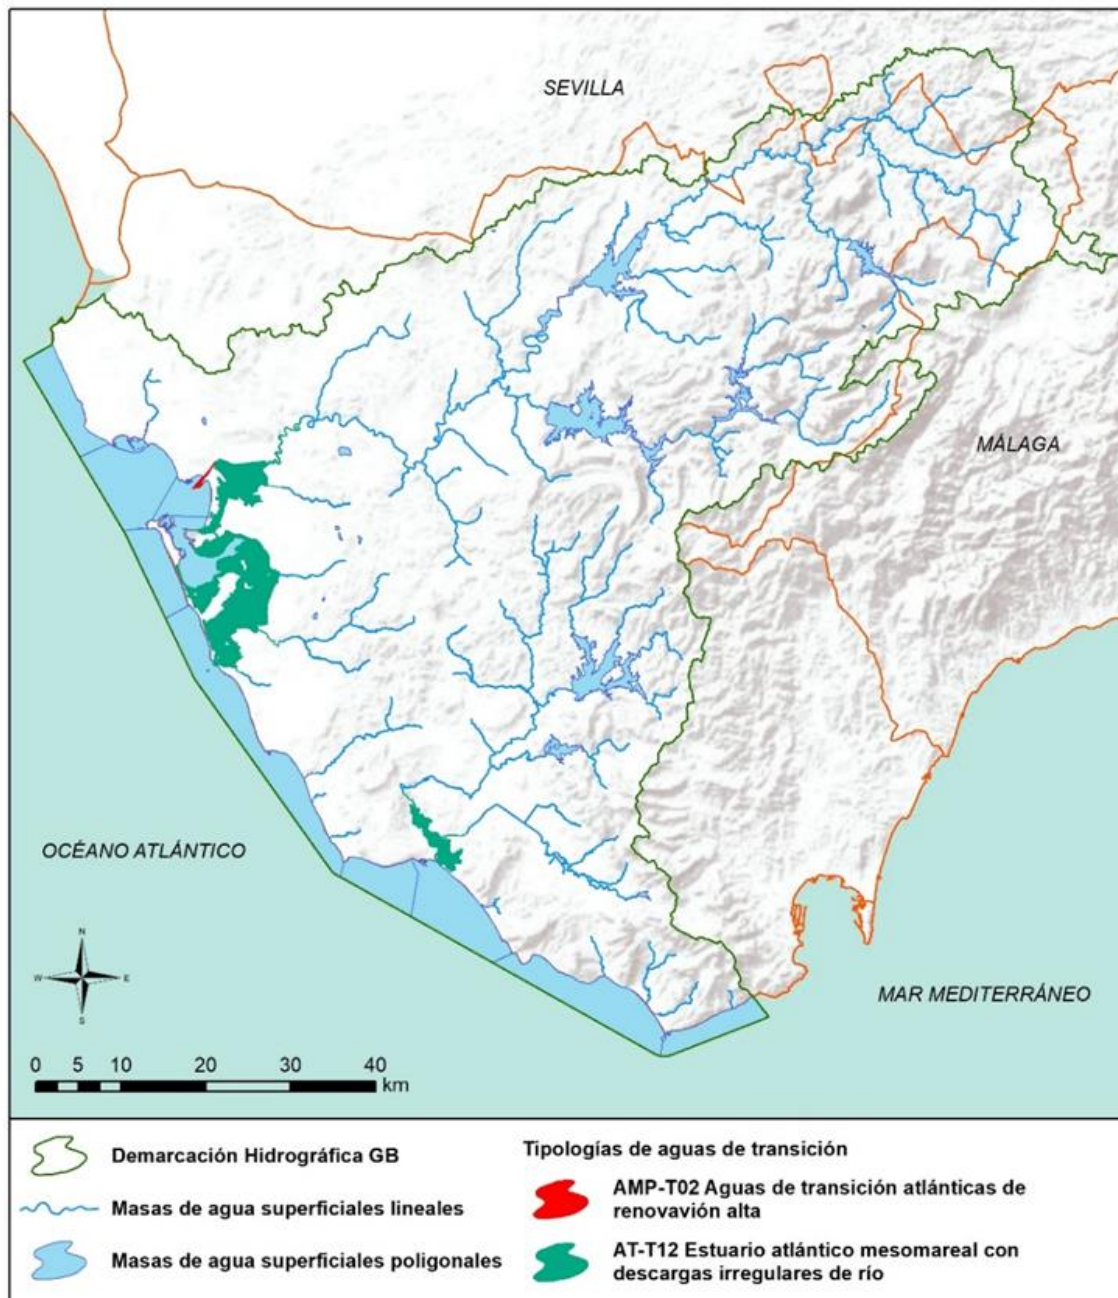 SEVILLA
MÁLAGA
OCÉANO ATLÁNTICO
MAR MEDITERRÁNEO
N
W E
S
0 5 10 20 30 40
km
Demarcación Hidrográfica GB
Masas de agua superficiales lineales
Masas de agua superficiales poligonales
Tipologías de aguas de transición
AMP-T02 Aguas de transición atlánticas de
renovavión alta
AT-T12 Estuario atlántico mesomareal con
descargas irregulares de río